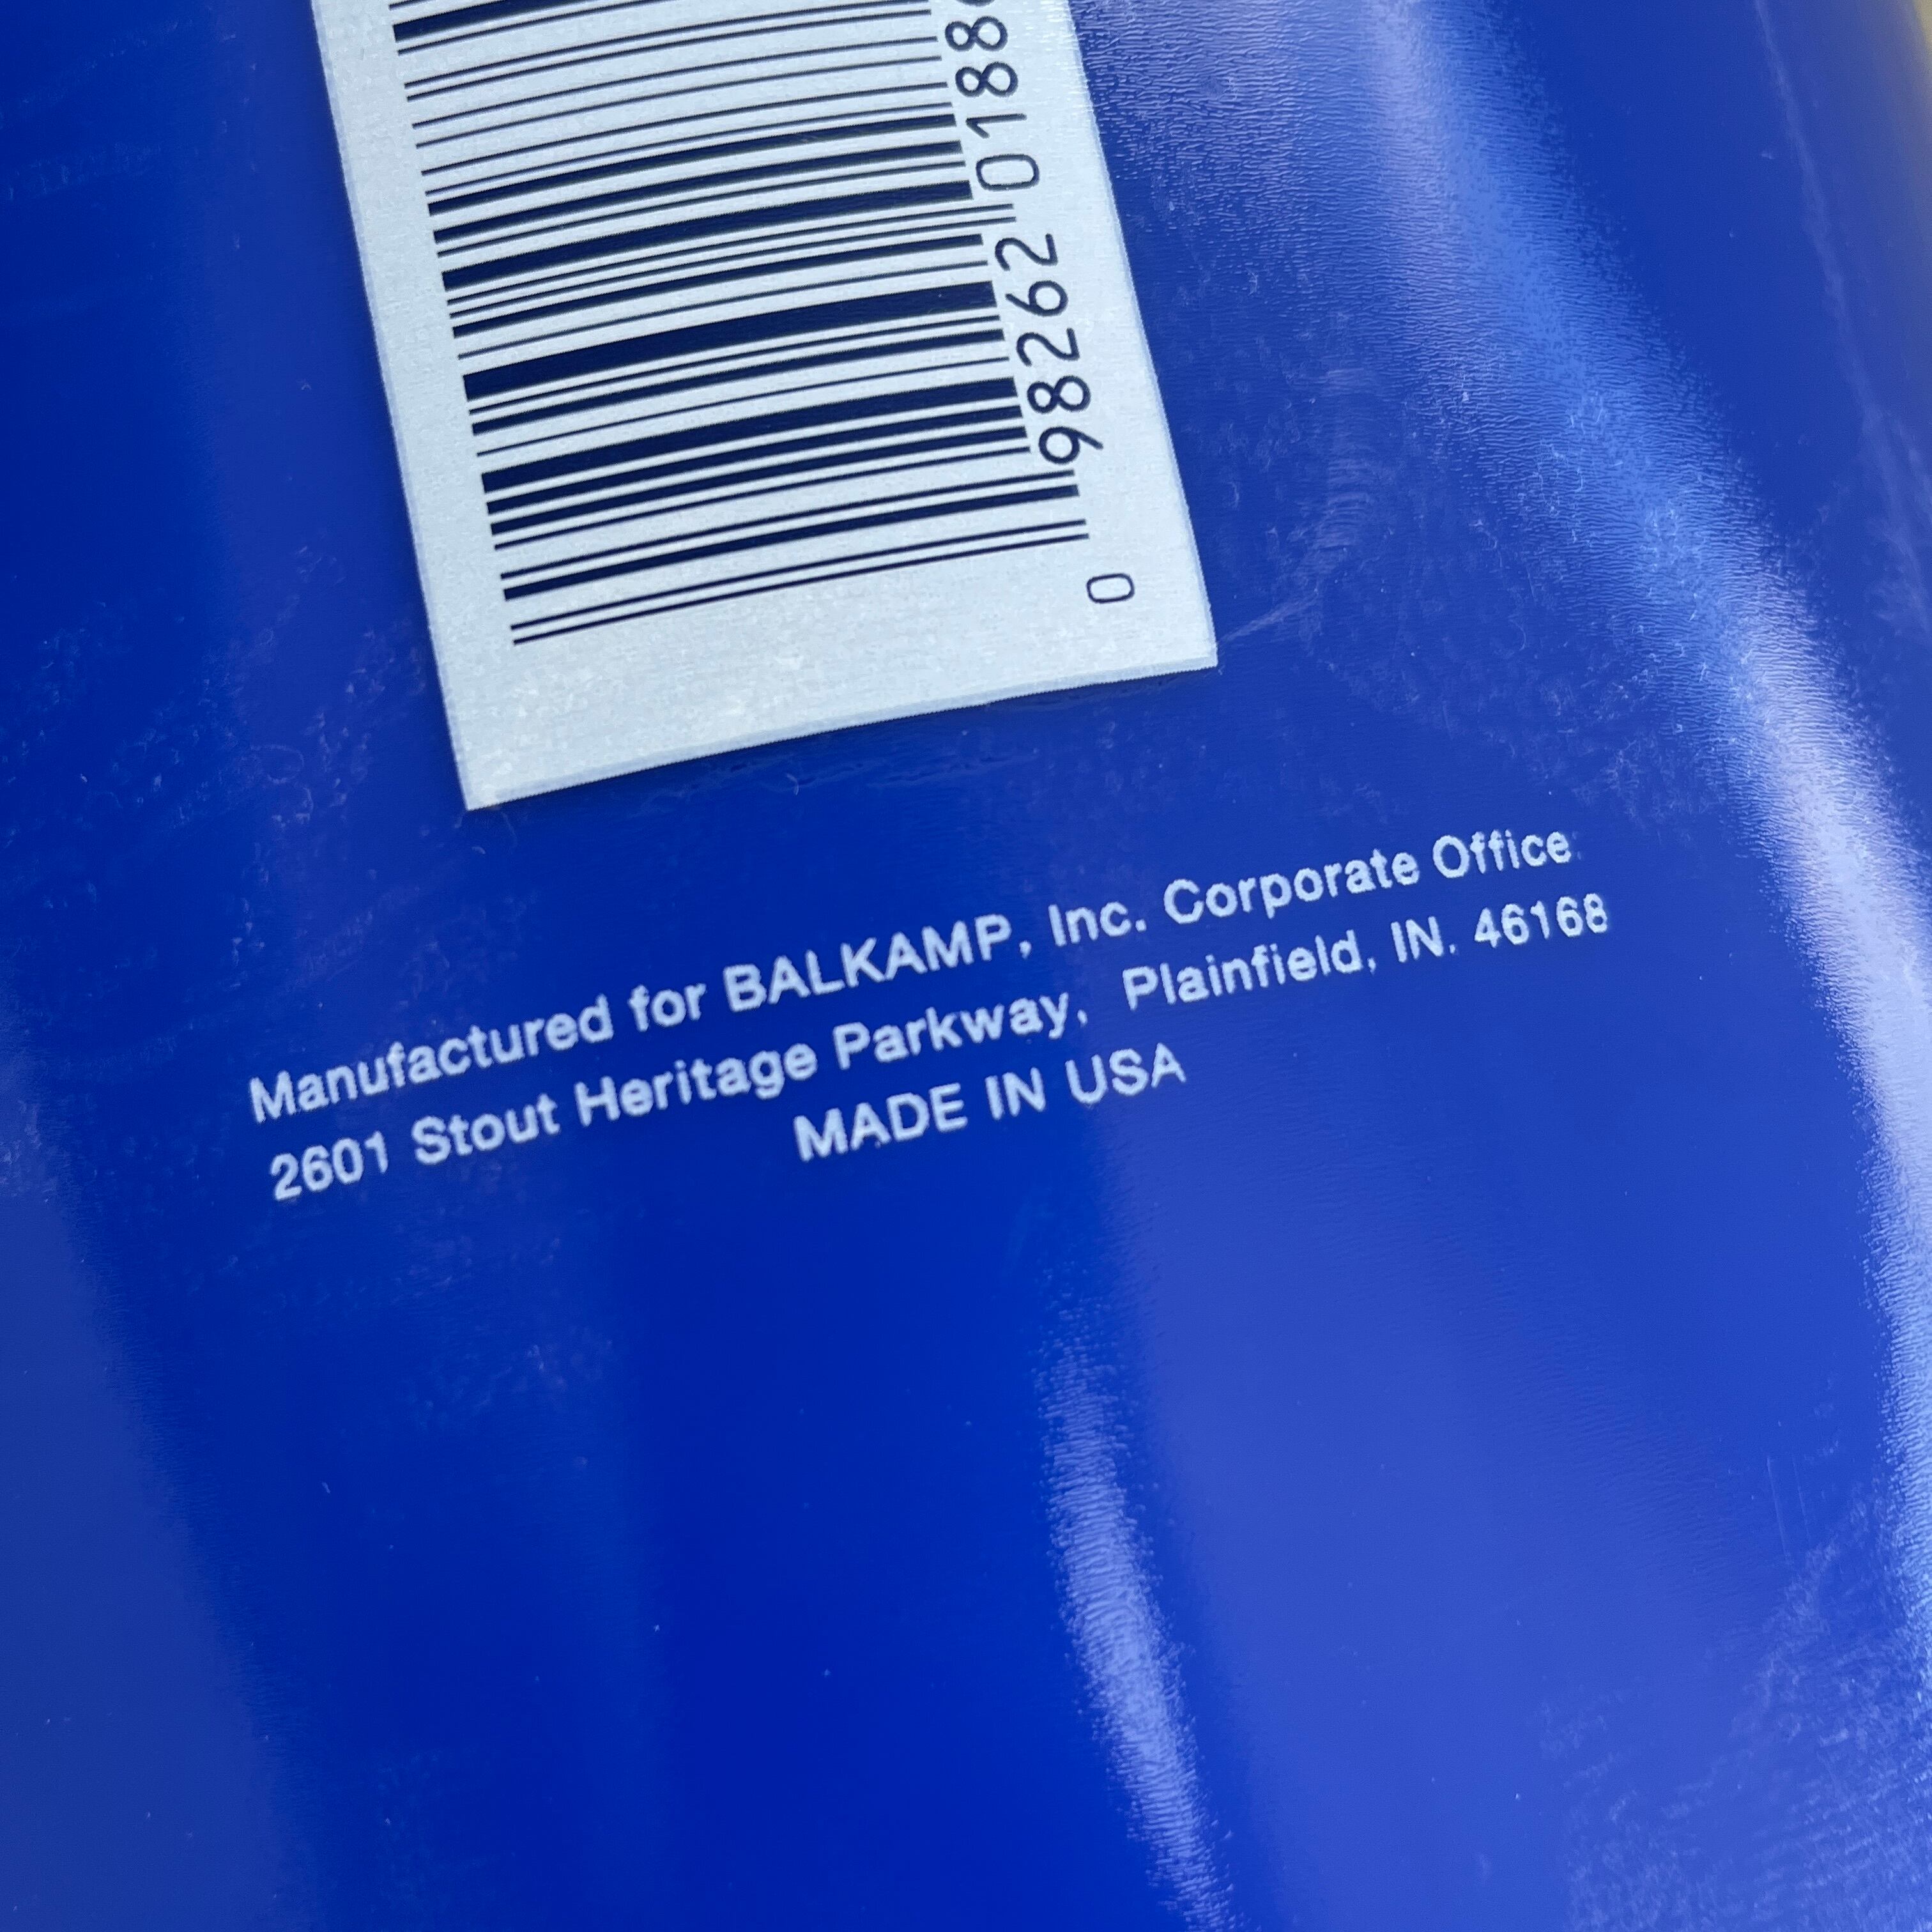 0 98262 0188
Manufactured for BALKAMP, Inc. Corporate Office
2601 Stout Heritage Parkway, Plainfield, IN. 46168
MADE IN USA